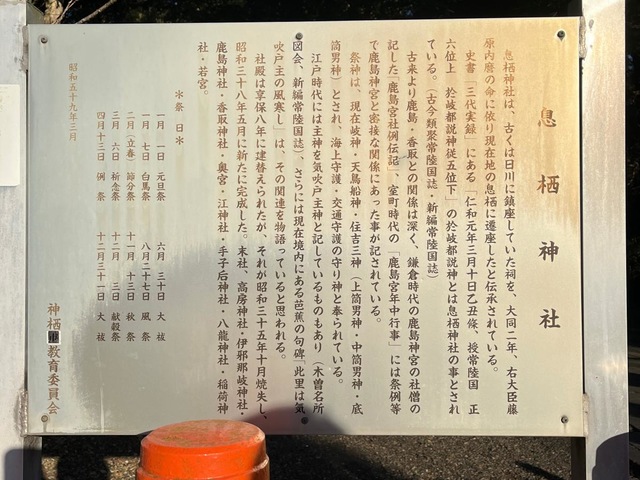 息栖神社
息栖神社は、古くは日川に鎮座していた祠を、大同二年、右大臣藤
原内麿の命に依り現在地の息栖に遷座したと伝承されている。
史書「三代実録」にある「仁和元年三月十日乙丑條、授常陸国 正
六位上 於岐都説神従五位下」の於岐都説神とは息栖神社の事とされ
ている。（古今類聚常陸国誌・新編常陸国誌）
古来より鹿島・香取との関係は深く、鎌倉時代の鹿島神宮の社僧の
記した「鹿島宮社例伝記」、室町時代の「鹿島宮年中行事」には祭例等
で鹿島神宮と密接な関係にあった事が記されている。
祭神は、現在岐神・天鳥船神・住吉三神（上筒男神・中筒男神・底
筒男神）とされ、海上守護・交通守護の守り神と奉られている。
江戸時代には主神を気吹戸主神と記しているものもあり（木曽名所
図会、新編常陸国誌）、さらには現在境内にある芭蕉の句碑「此里は気
吹戸主の風寒し」は、その関連を物語っていると思われる。
社殿は享保八年に建替えられたが、それが昭和三十五年十月焼失し、
昭和三十八年五月に新たに完成した。末社、高房神社・伊邪那岐神社・
鹿島神社・香取神社・奥宮・江神社・手子后神社・八龍神社・稲荷神
社・若宮。
＊祭 日＊
一月 一日 元旦祭 六月 三十日 大 祓
一月 七日 白馬祭 八月二十七日 風 祭
二月（立春） 節分祭 十一月 十三日 秋 祭
三月 六日 祈念祭 十二月 三日 献穀祭
四月十三日 例 祭 十二月三十一日 大 祓
昭和五十九年三月
神栖市教育委員会